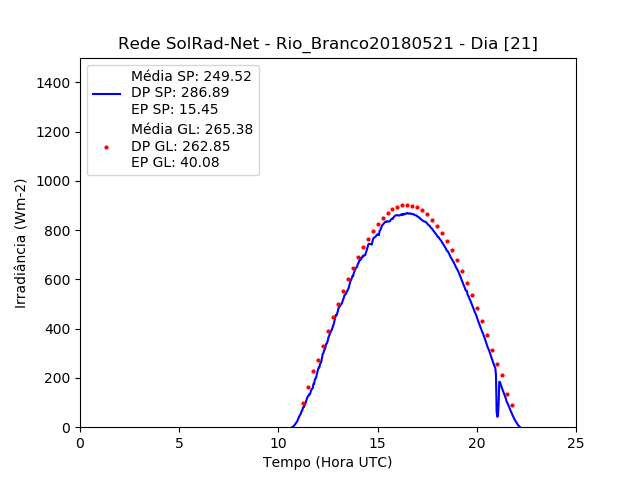 Rede SolRad-Net - Rio_Branco20180521 - Dia [21]
Média SP: 249.52
DP SP: 286.89
EP SP: 15.45
Média GL: 265.38
DP GL: 262.85
EP GL: 40.08
1400
1200
1000
800
600
400
200
0
Irradiância (Wm-2)
0 5 10 15 20 25
Tempo (Hora UTC)